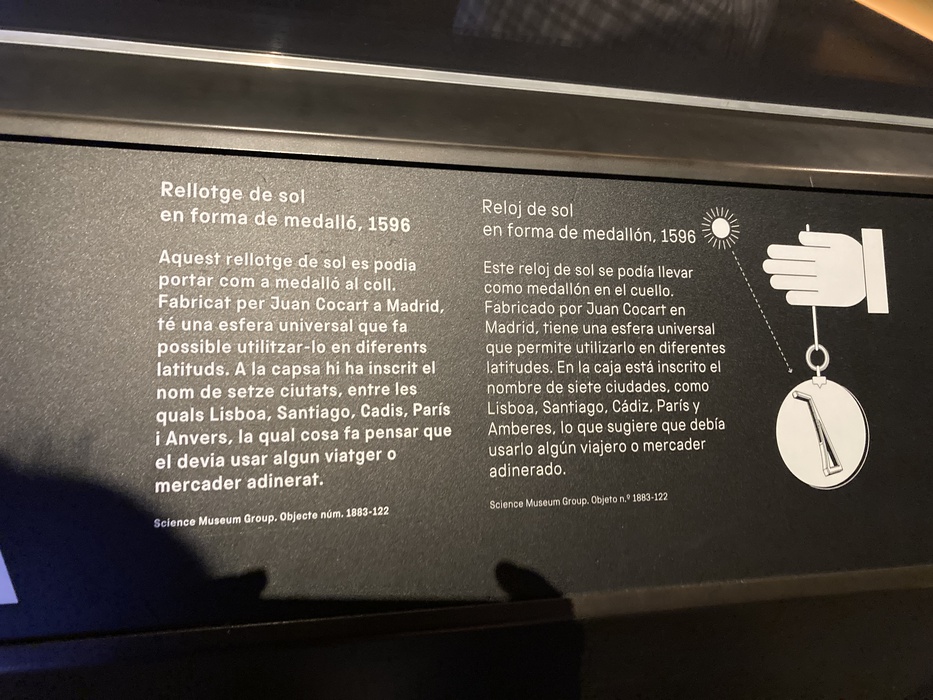 Rellotge de sol
en forma de medalló, 1596
Aquest rellotge de sol es podia
portar com a medalló al coll.
Fabricat per Juan Cocart a Madrid,
té una esfera universal que fa
possible utilitzar-lo en diferents
latituds. A la capsa hi ha inscrit el
nom de setze ciutats, entre les
quals Lisboa, Santiago, Cadis, París
i Anvers, la qual cosa fa pensar que
el devia usar algun viatger o
mercader adinerat.
Science Museum Group. Objecte núm. 1883-122
Reloj de sol
en forma de medallón, 1596
Este reloj de sol se podía llevar
como medallón en el cuello.
Fabricado por Juan Cocart en
Madrid, tiene una esfera universal
que permite utilizarlo en diferentes
latitudes. En la caja está inscrito el
nombre de siete ciudades, como
Lisboa, Santiago, Cádiz, París y
Amberes, lo que sugiere que debía
usarlo algún viajero o mercader
adinerado.
Science Museum Group. Objeto n.º 1883-122